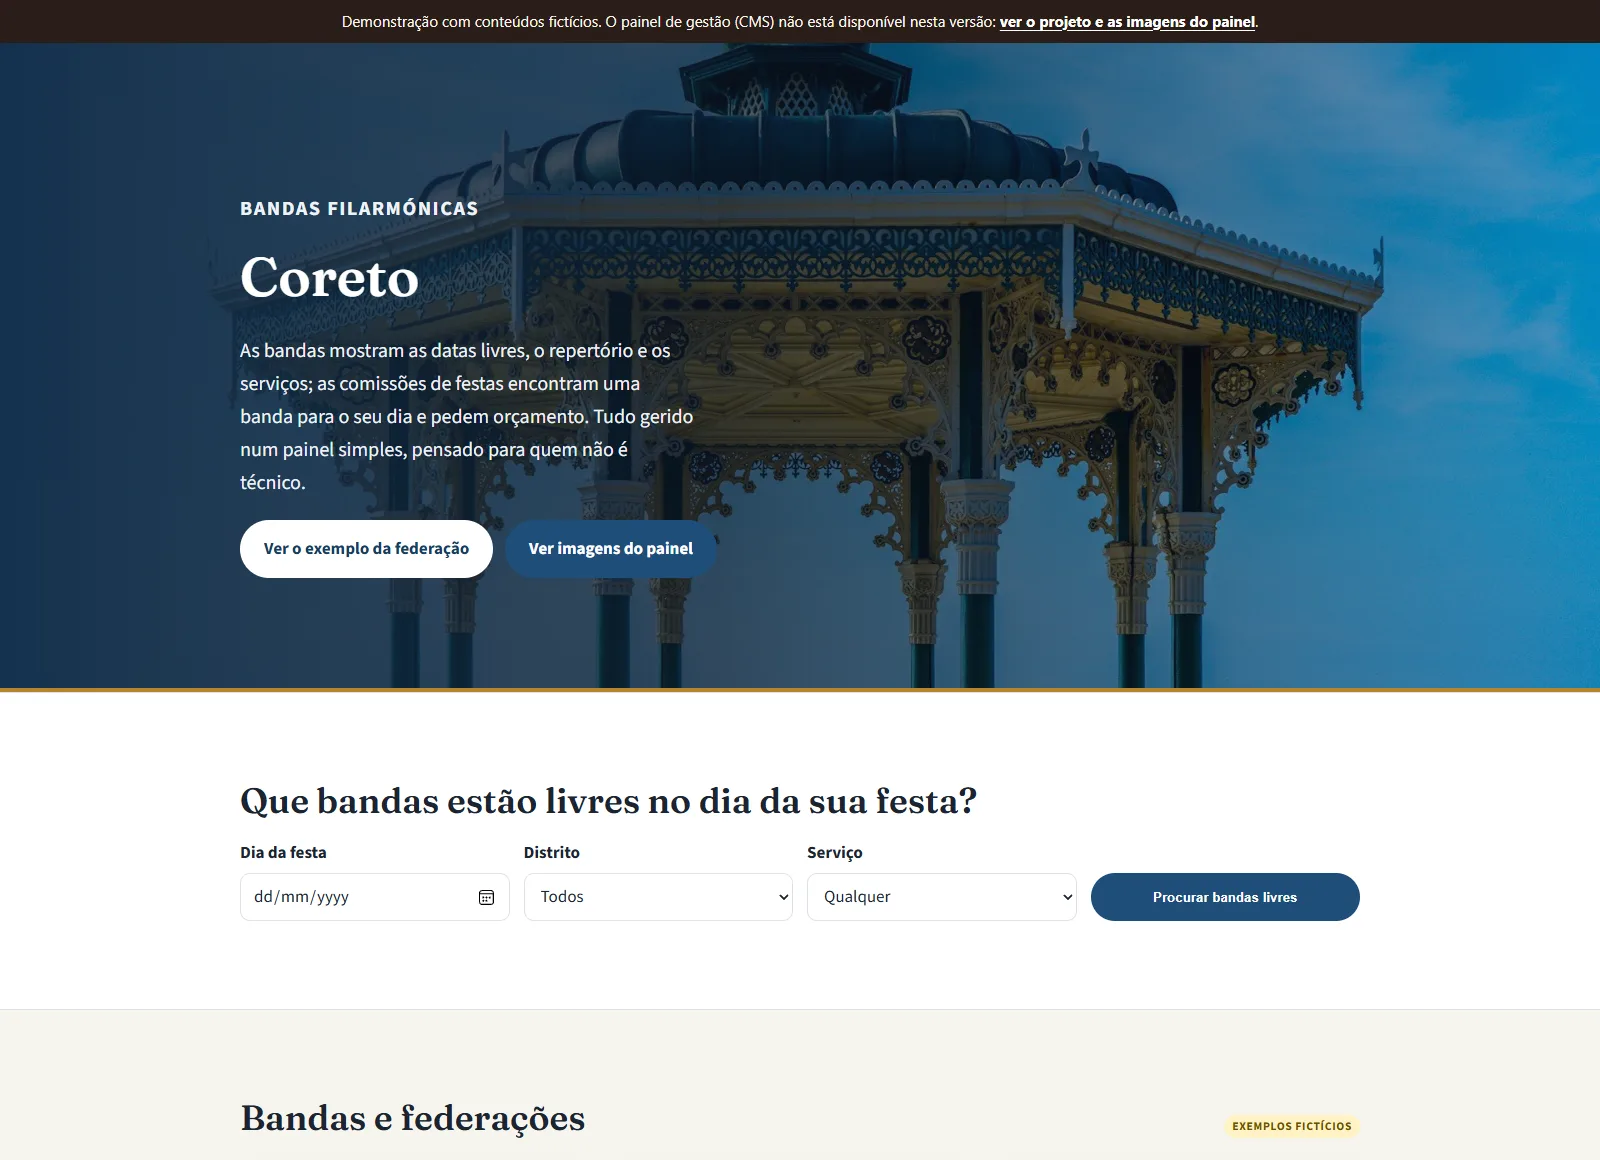 Demonstração com conteúdos fictícios. O painel de gestão (CMS) não está disponível nesta versão: ver o projeto e as imagens do painel.
BANDAS FILARMÓNICAS
Coreto
As bandas mostram as datas livres, o repertório e os
serviços; as comissões de festas encontram uma
banda para o seu dia e pedem orçamento. Tudo gerido
num painel simples, pensado para quem não é
técnico.
Ver o exemplo da federação
Ver imagens do painel
Que bandas estão livres no dia da sua festa?
Dia da festa
Distrito
Serviço
dd/mm/yyyy
Todos
Qualquer
Procurar bandas livres
Bandas e federações
EXEMPLOS FICTÍCIOS